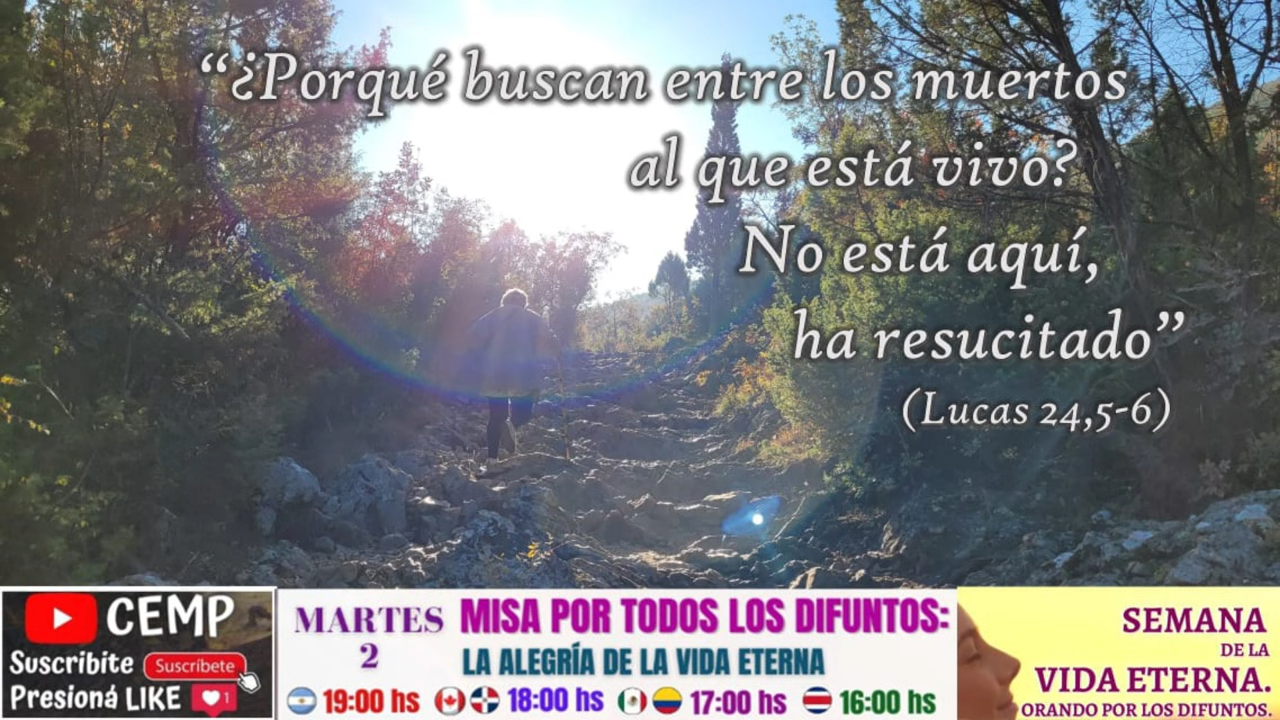 “¿Porqué buscan entre los muertos
al que está vivo?
No está aquí,
ha resucitado”
(Lucas 24,5-6)
CEMP
Suscribite Suscríbete
Presioná LIKE 1
MARTES
2
MISA POR TODOS LOS DIFUNTOS:
LA ALEGRÍA DE LA VIDA ETERNA
19:00 hs 18:00 hs 17:00 hs 16:00 hs
SEMANA
DE LA
VIDA ETERNA.
ORANDO POR LOS DIFUNTOS.